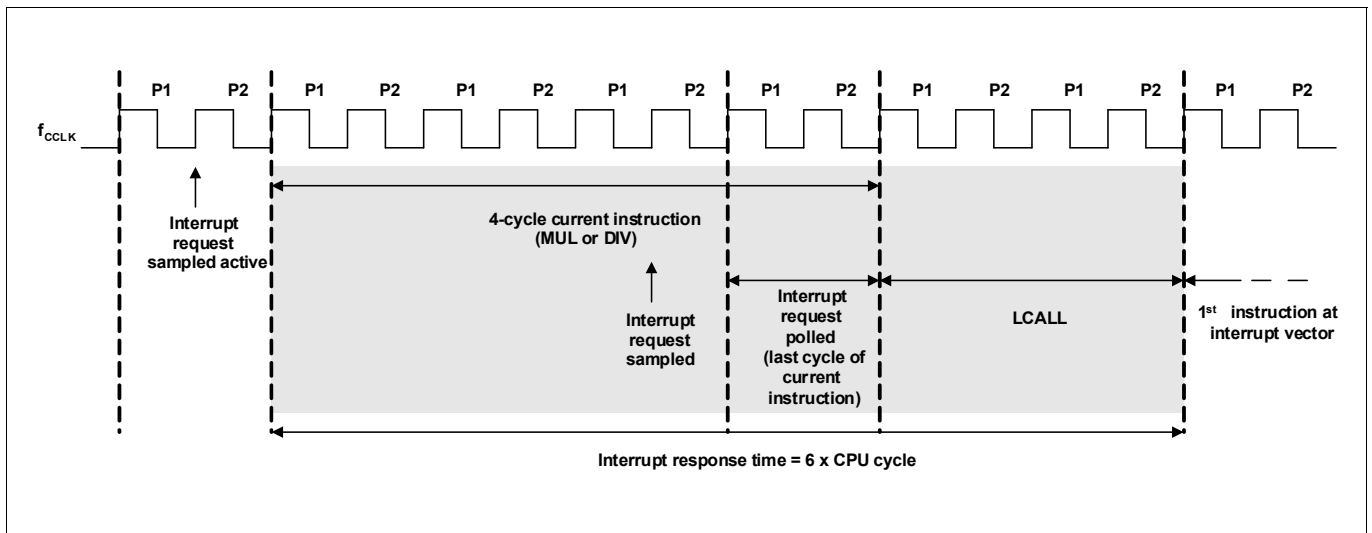 P1 P2 P1 P2 P1 P2 P1 P2 P1 P2 P1 P2 P1 P2 P1 P2
fCCLK
Interrupt
request
sampled active
4-cycle current instruction
(MUL or DIV)
Interrupt
request
sampled
Interrupt
request
polled
(last cycle of
current
instruction)
LCALL
1st instruction at
interrupt vector
Interrupt response time = 6 x CPU cycle